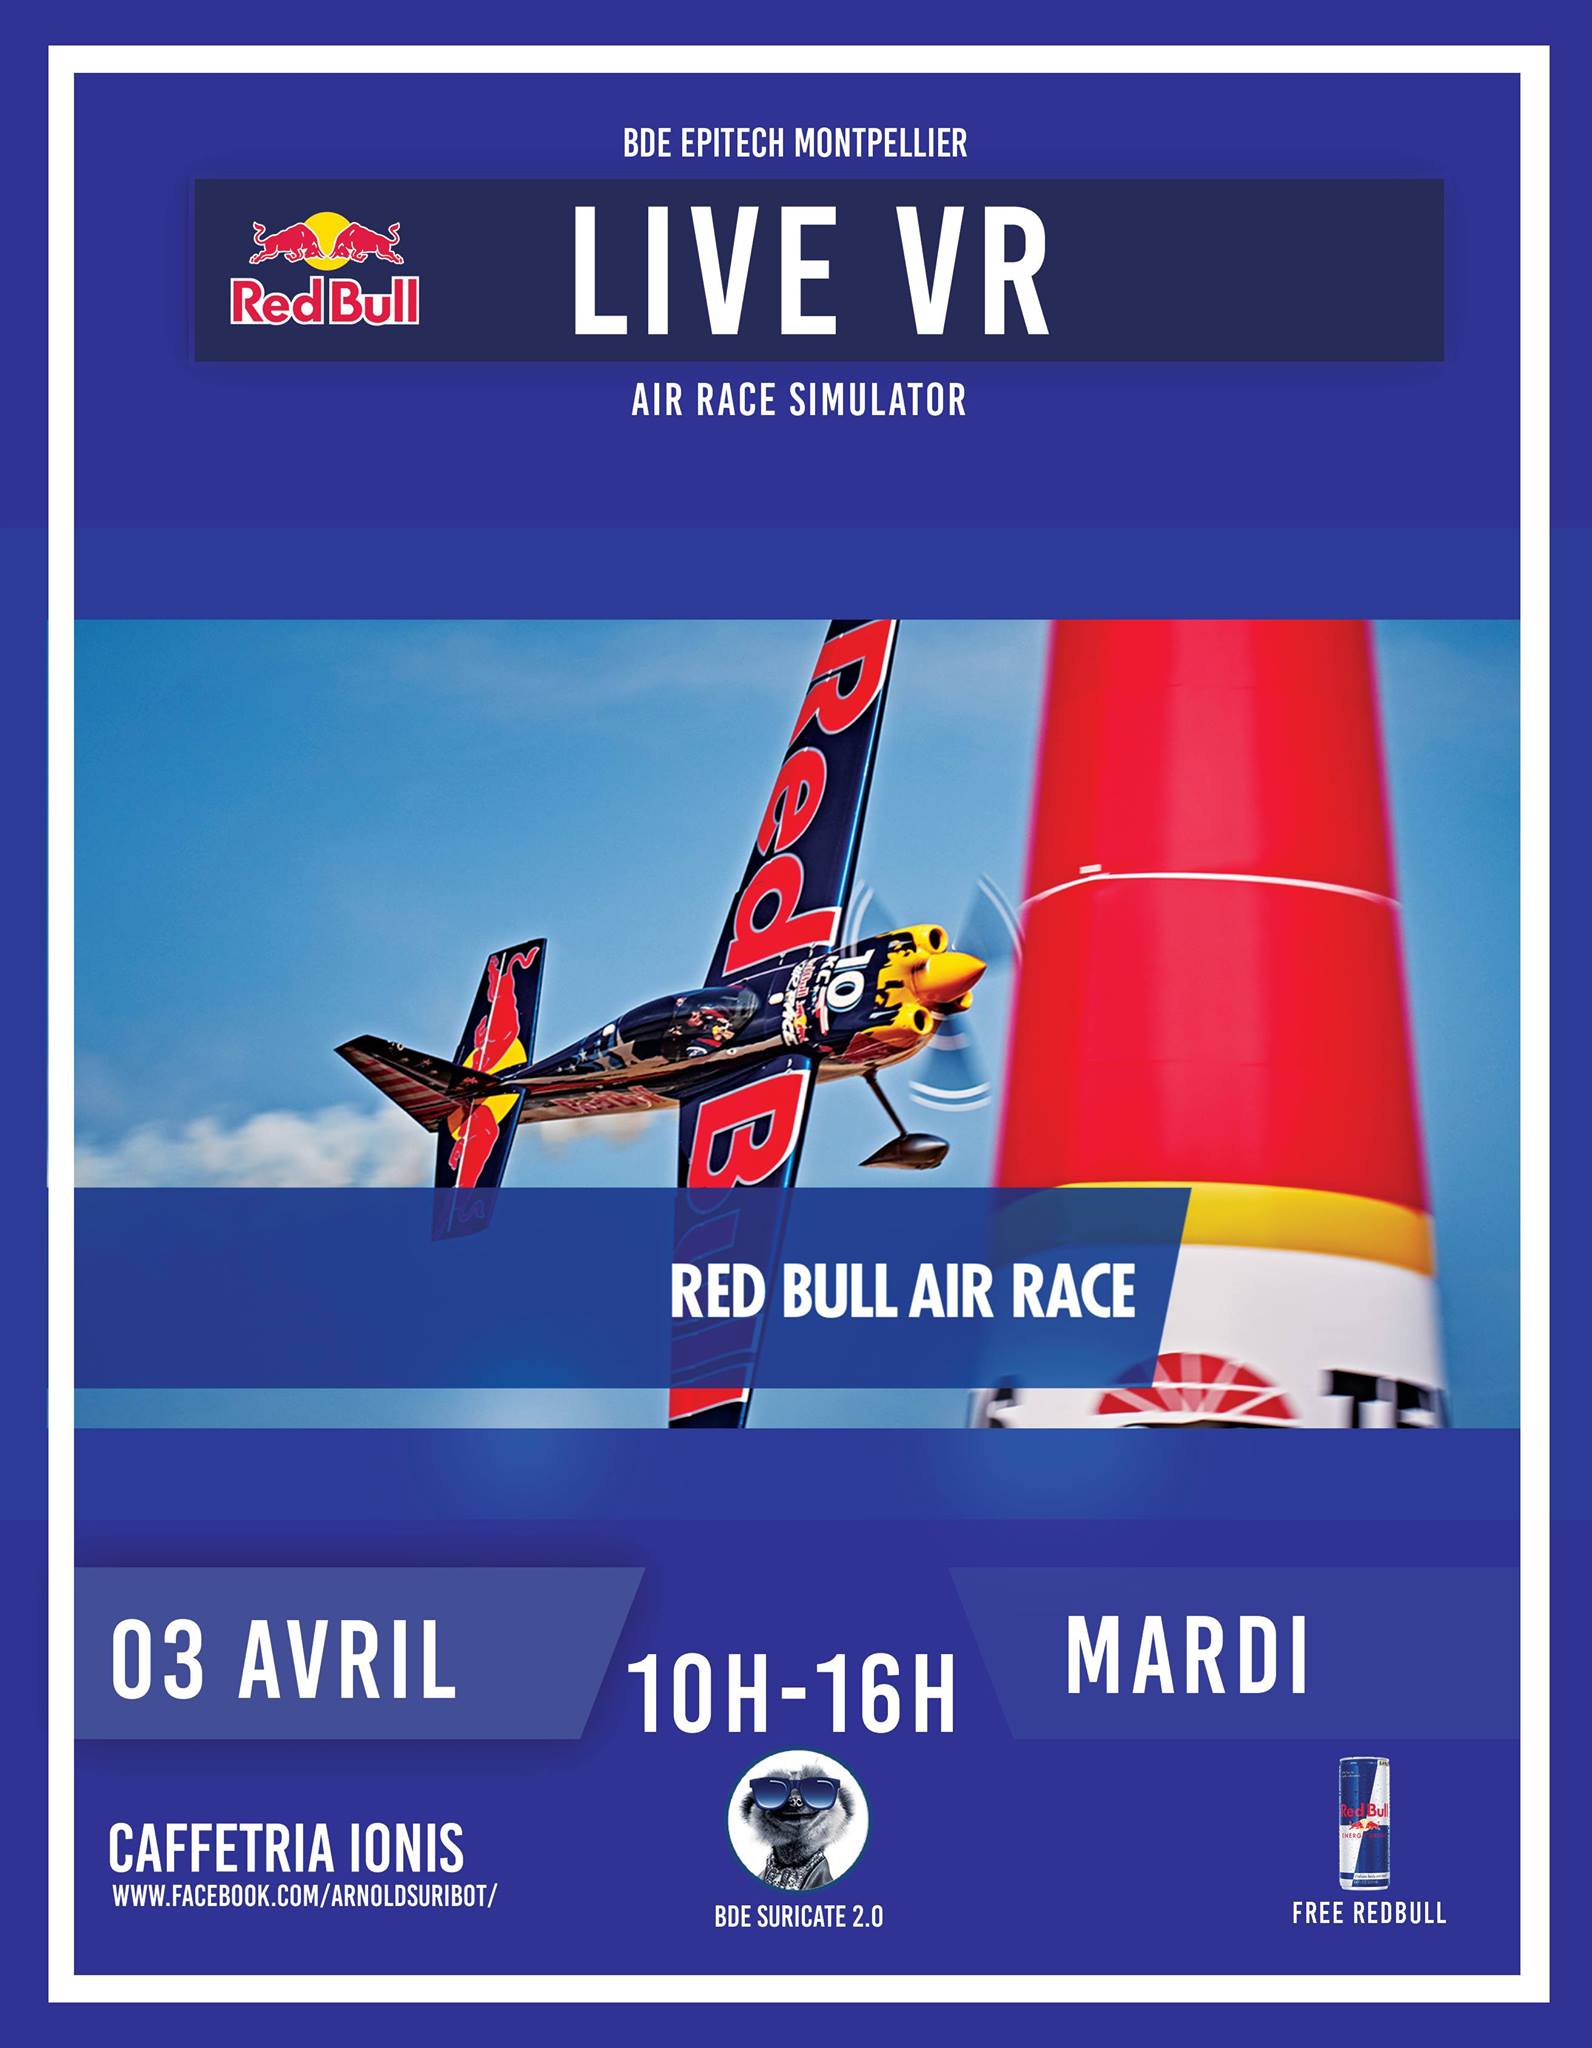 BDE EPITECH MONTPELLIER
Red Bull
LIVE VR
AIR RACE SIMULATOR
Red Bull
10
RED BULL AIR RACE
03 AVRIL
10H-16H
MARDI
CAFFETRIA IONIS
WWW.FACEBOOK.COM/ARNOLDSURIBOT/
BDE SURICATE 2.0
Red Bull
FREE REDBULL